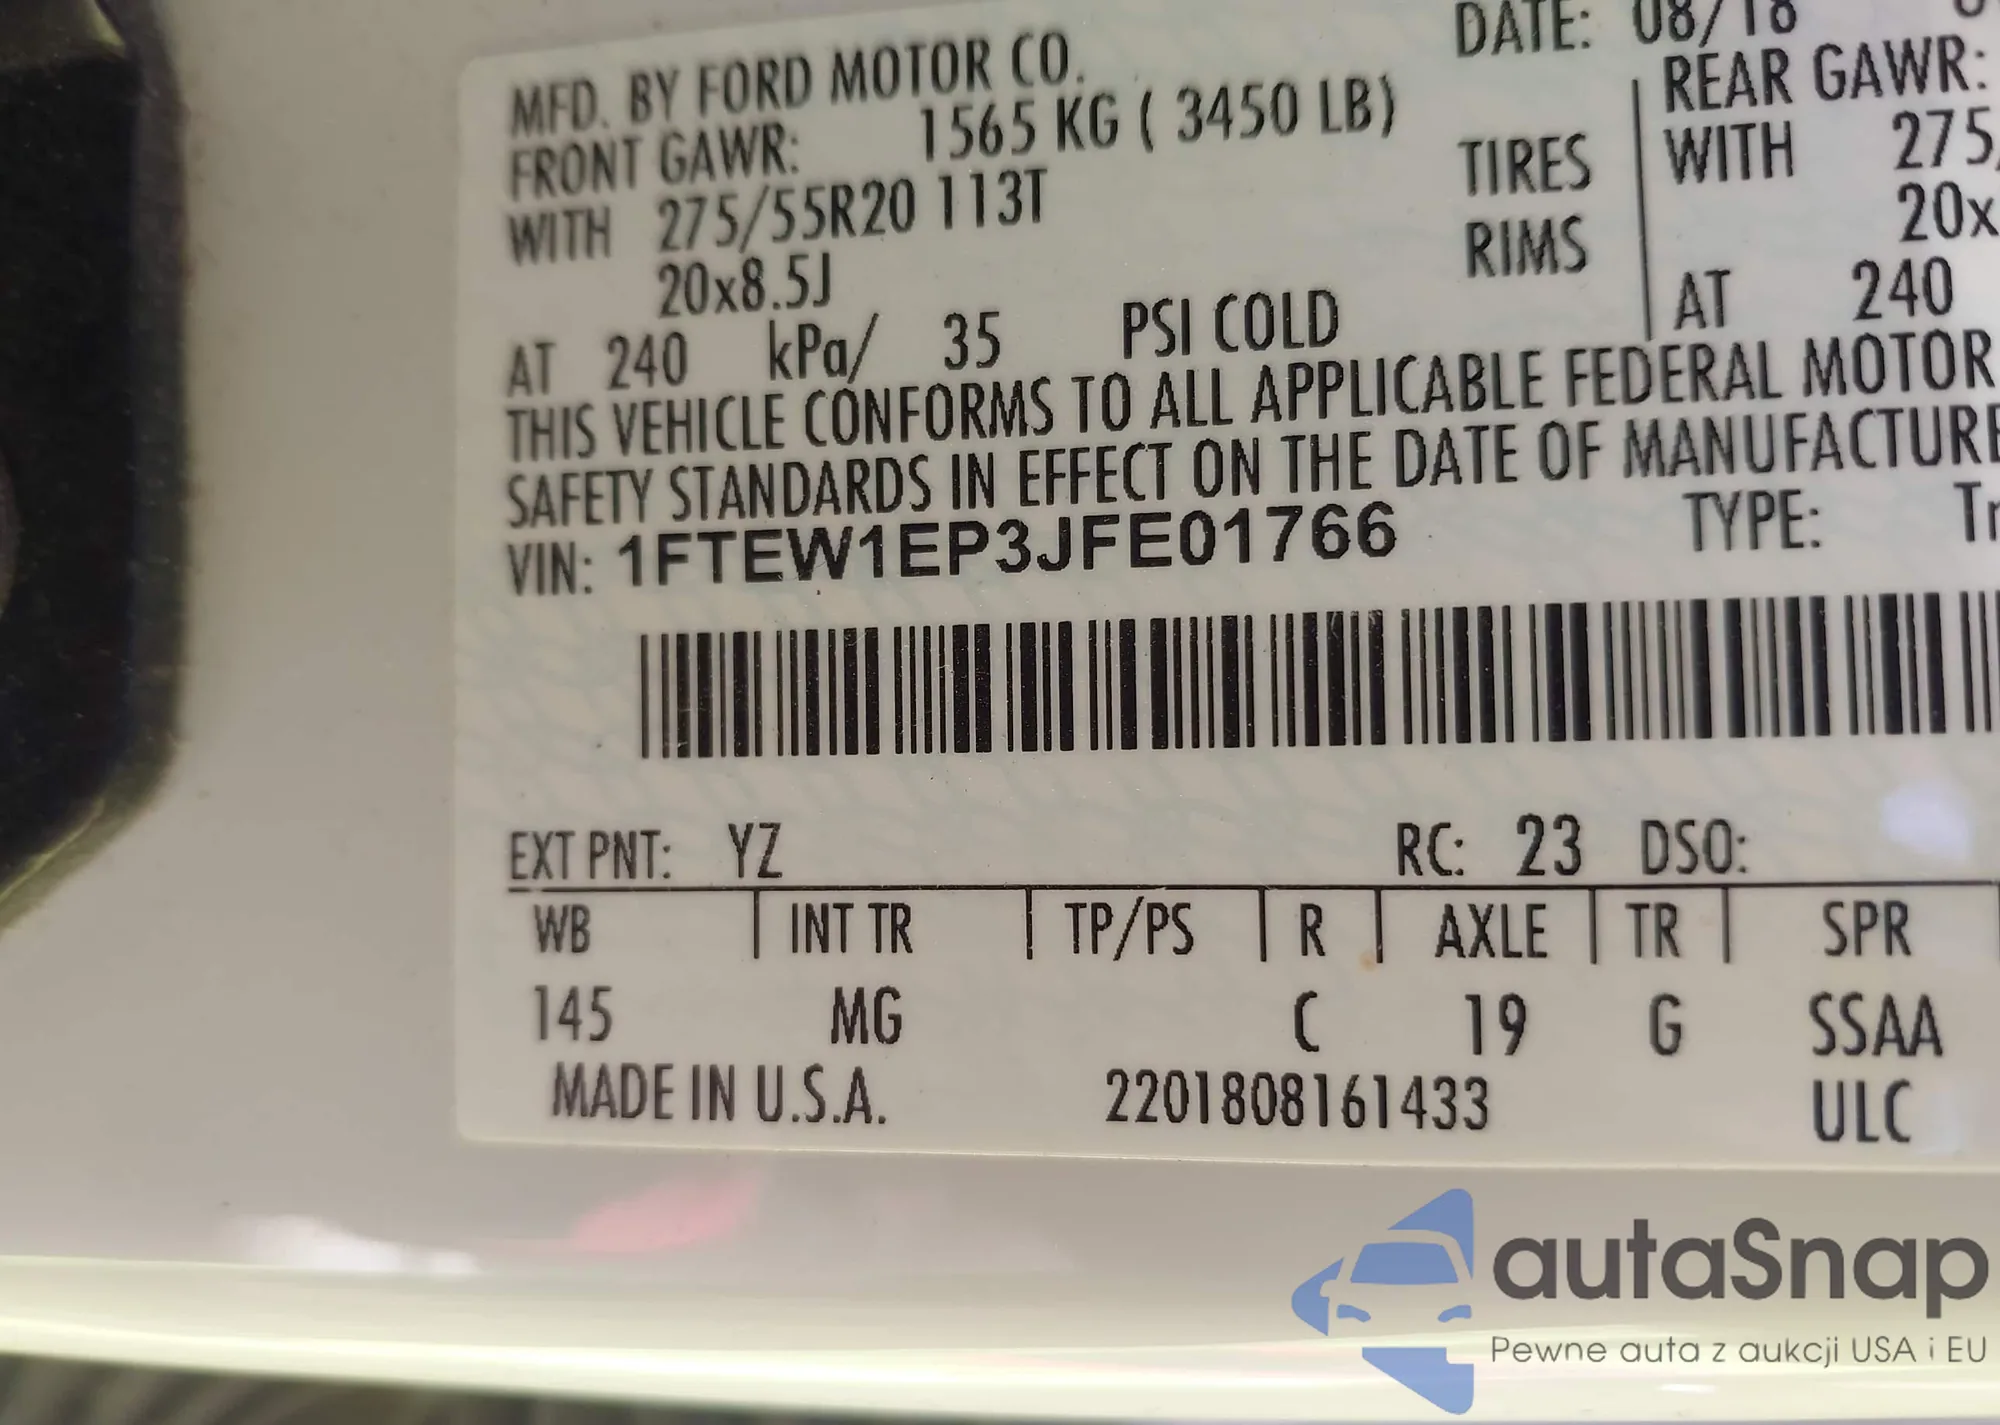 DATE: 08/18
MFD. BY FORD MOTOR CO.
FRONT GAWR: 1565 KG ( 3450 LB)
REAR GAWR:
WITH 275/55R20 113T
TIRES
WITH 275
20x8.5J
RIMS
20x
AT 240 kPa/ 35 PSI COLD
AT 240
THIS VEHICLE CONFORMS TO ALL APPLICABLE FEDERAL MOTOR
SAFETY STANDARDS IN EFFECT ON THE DATE OF MANUFACTURE
VIN: 1FTEW1EP3JFE01766
TYPE: Tr
EXT PNT: YZ RC: 23 DSO:
WB INT TR TP/PS R AXLE TR SPR
145 MG C 19 G SSAA
MADE IN U.S.A. 2201808161433 ULC
autaSnap
Pewne auta z aukcji USA i EU